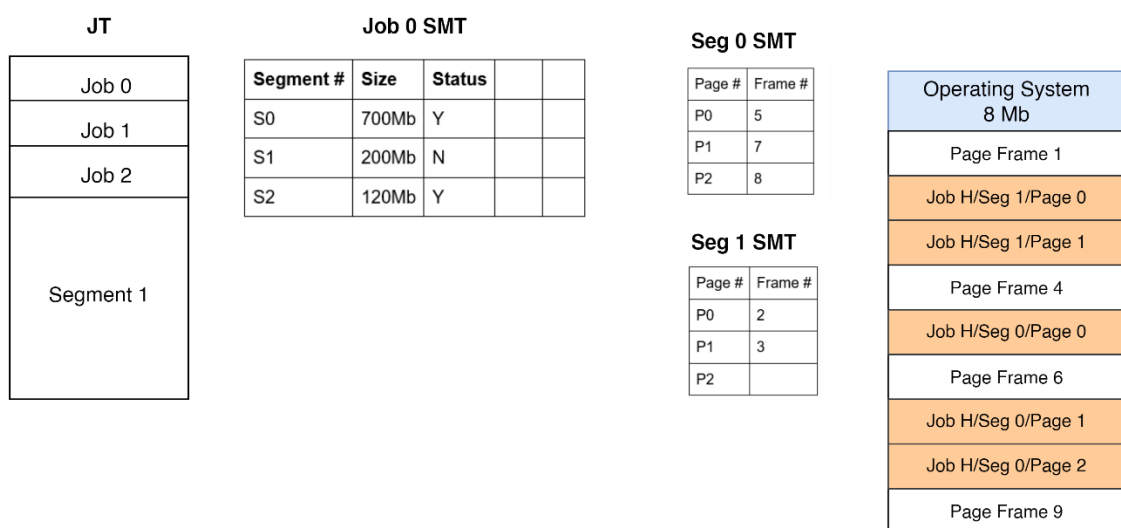 JT
Job 0
Job 1
Job 2
Segment 1
Job 0 SMT
Segment # Size Status
S0 700Mb Y
S1 200Mb N
S2 120Mb Y
Seg 0 SMT
Page # Frame #
P0 5
P1 7
P2 8
Seg 1 SMT
Page # Frame #
P0 2
P1 3
P2
Operating System
8 Mb
Page Frame 1
Job H/Seg 1/Page 0
Job H/Seg 1/Page 1
Page Frame 4
Job H/Seg 0/Page 0
Page Frame 6
Job H/Seg 0/Page 1
Job H/Seg 0/Page 2
Page Frame 9